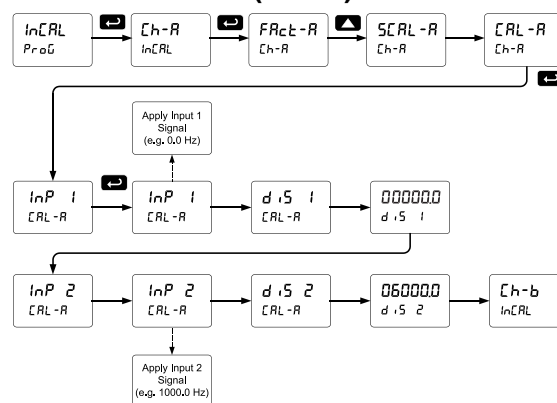 InCAL
ProG
Ch-A
InCAL
FAct-A
Ch-A
SCAL-A
Ch-A
CAL-A
Ch-A
Apply Input 1
Signal
(e.g. 0.0 Hz)
InP 1
CAL-A
InP 1
CAL-A
diS 1
CAL-A
00000.0
diS 1
InP 2
CAL-A
InP 2
CAL-A
diS 2
CAL-A
06000.0
diS 2
Ch-b
InCAL
Apply Input 2
Signal
(e.g. 1000.0 Hz)